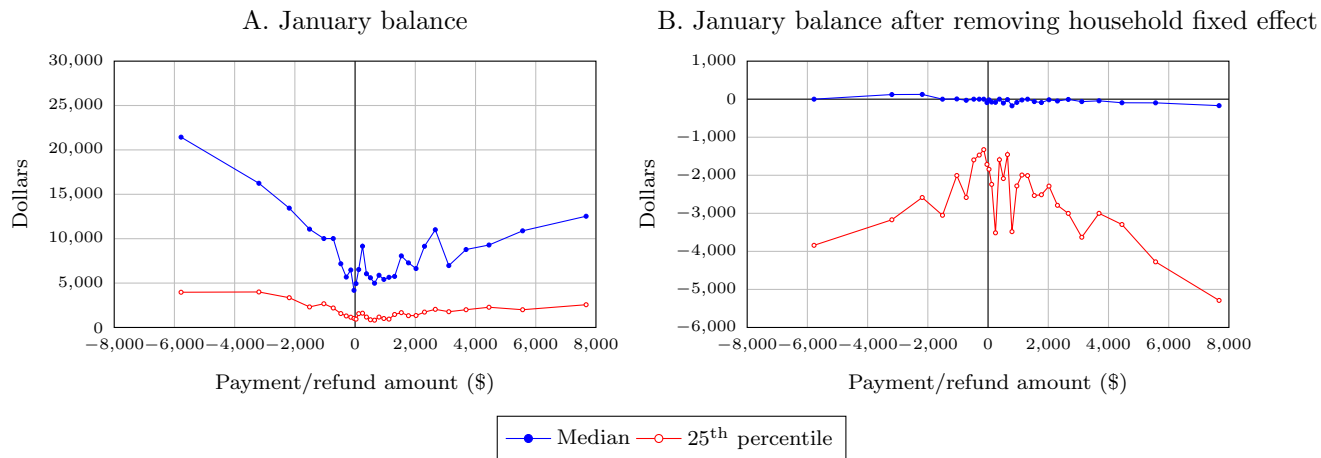 A. January balance
30,000
25,000
20,000
15,000
10,000
5,000
0
Dollars
−8,000 −6,000 −4,000 −2,000 0 2,000 4,000 6,000 8,000
Payment/refund amount ($)
B. January balance after removing household fixed effect
1,000
0
−1,000
−2,000
−3,000
−4,000
−5,000
−6,000
Dollars
−8,000 −6,000 −4,000 −2,000 0 2,000 4,000 6,000 8,000
Payment/refund amount ($)
Median 25th percentile